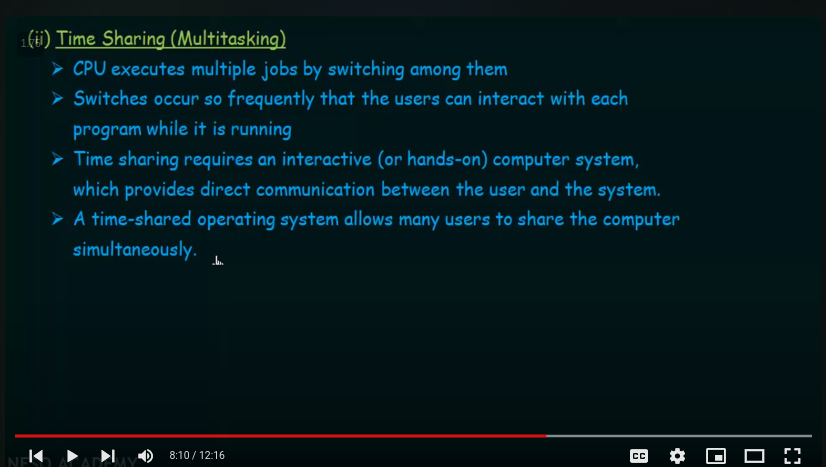 (ii) Time Sharing (Multitasking)
➢ CPU executes multiple jobs by switching among them
➢ Switches occur so frequently that the users can interact with each
program while it is running
➢ Time sharing requires an interactive (or hands-on) computer system,
which provides direct communication between the user and the system.
➢ A time-shared operating system allows many users to share the computer
simultaneously.
NESO ACADEMY
8:10 / 12:16
CC